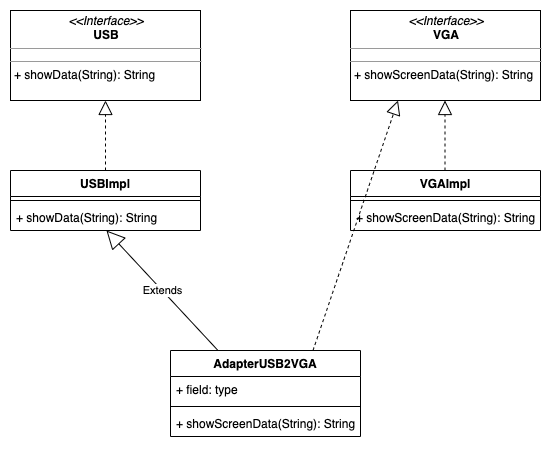 <<Interface>>
USB
+ showData(String): String
<<Interface>>
VGA
+ showScreenData(String): String
USBImpl
+ showData(String): String
VGAImpl
+ showScreenData(String): String
Extends
AdapterUSB2VGA
+ field: type
+ showScreenData(String): String